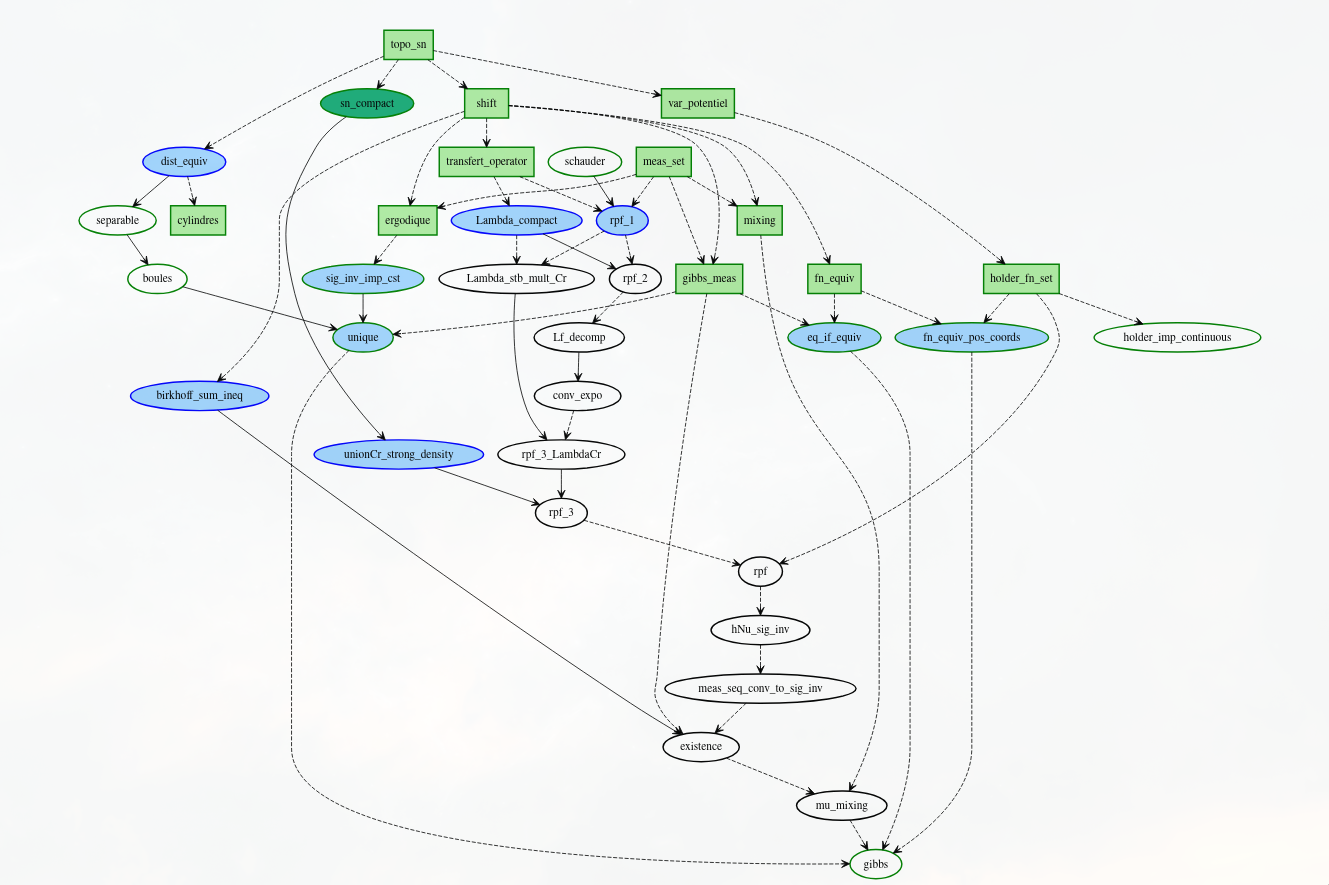 topo_sn
sn_compact
shift
var_potentiel
dist_equiv
transfert_operator
schauder
meas_set
separable
cylindres
ergodique
Lambda_compact
rpf_1
mixing
boules
sig_inv_imp_cst
Lambda_stb_mult_Cr
rpf_2
gibbs_meas
fn_equiv
holder_fn_set
unique
Lf_decomp
eq_if_equiv
fn_equiv_pos_coords
holder_imp_continuous
birkhoff_sum_ineq
conv_expo
unionCr_strong_density
rpf_3_LambdaCr
rpf_3
rpf
hNu_sig_inv
meas_seq_conv_to_sig_inv
existence
mu_mixing
gibbs